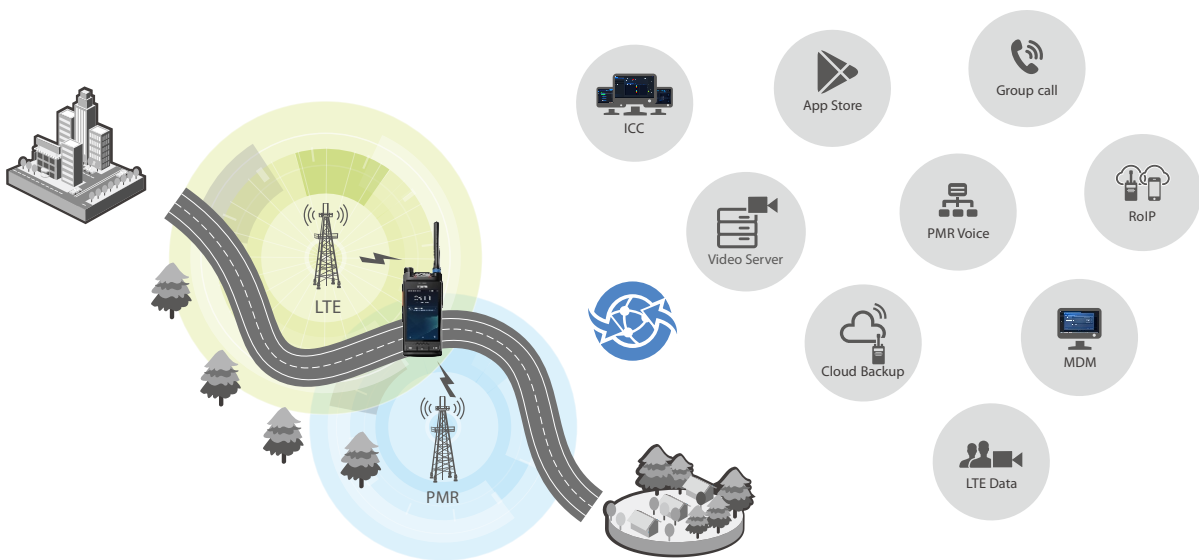 ICC
App Store
Group call
RoIP
PMR Voice
Video Server
LTE
Cloud Backup
MDM
LTE Data
PMR